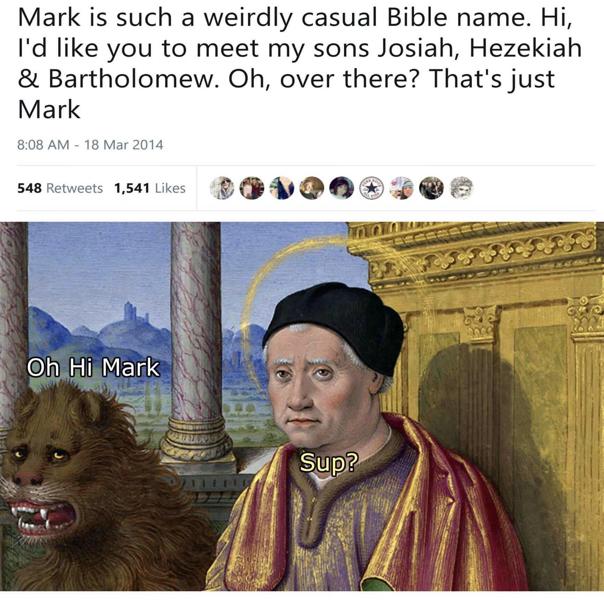 Mark is such a weirdly casual Bible name. Hi,
I'd like you to meet my sons Josiah, Hezekiah
& Bartholomew. Oh, over there? That's just
Mark
8:08 AM - 18 Mar 2014
548 Retweets 1,541 Likes
Oh Hi Mark
Sup?